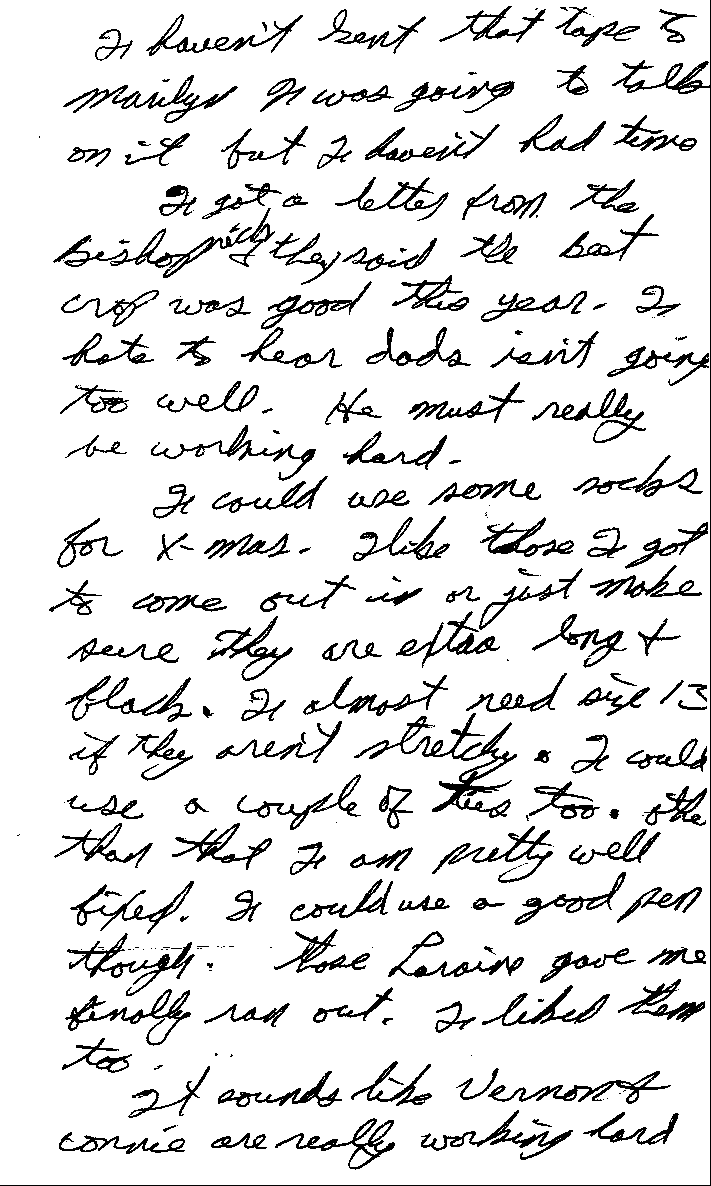 I haven't sent that tape to
Marilyn I was going to talk
on it but I haven't had time
I got a letter from the
Bishop rick & they said the beet
crop was good this year. I
hate to hear dads isn't going
too well. He must really
be working hard.
I could use some socks
for X-mas. I like those I got
to come out in or just make
sure they are extra long &
black. I almost need size 13
if they aren't stretchy. I could
use a couple of ties too. Othe
than that I am pretty well
fixed. I could use a good pen
though. Those Loraine gave me
finally ran out. I liked them
too.
It sounds like Vernon &
connie are really working hard